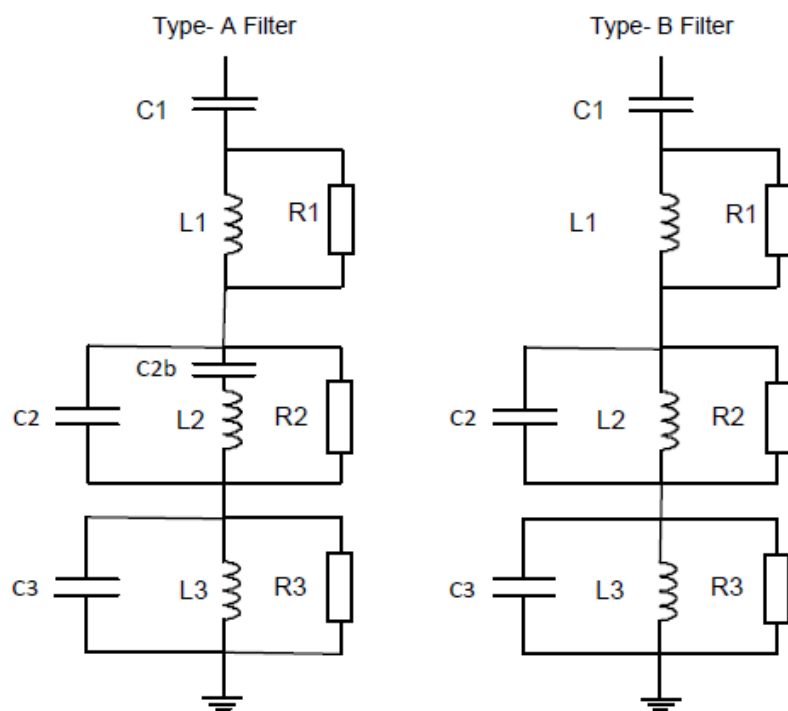 Type- A Filter
Type- B Filter
C1
L1
R1
C2b
C2
L2
R2
C3
L3
R3
C1
L1
R1
C2
L2
R2
C3
L3
R3